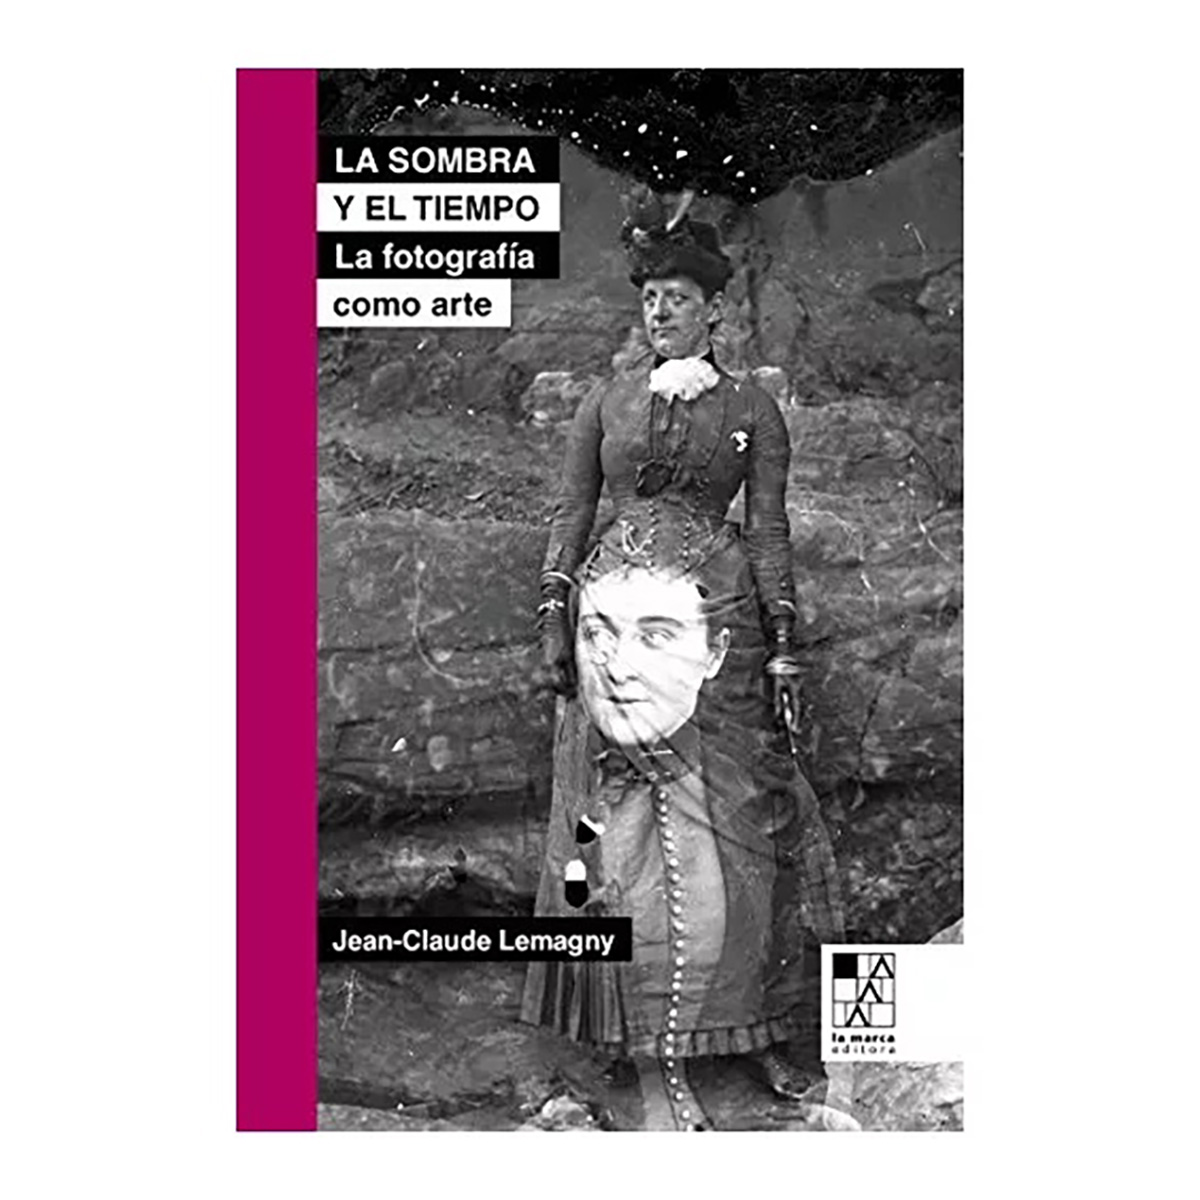 LA SOMBRA
Y EL TIEMPO
La fotografía
como arte
Jean-Claude Lemagny
la marca
editora